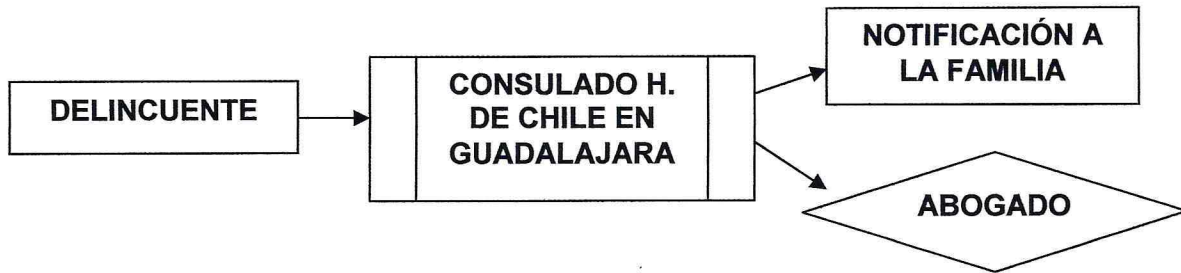 DELINCUENTE
CONSULADO H.
DE CHILE EN
GUADALAJARA
NOTIFICACIÓN A
LA FAMILIA
ABOGADO